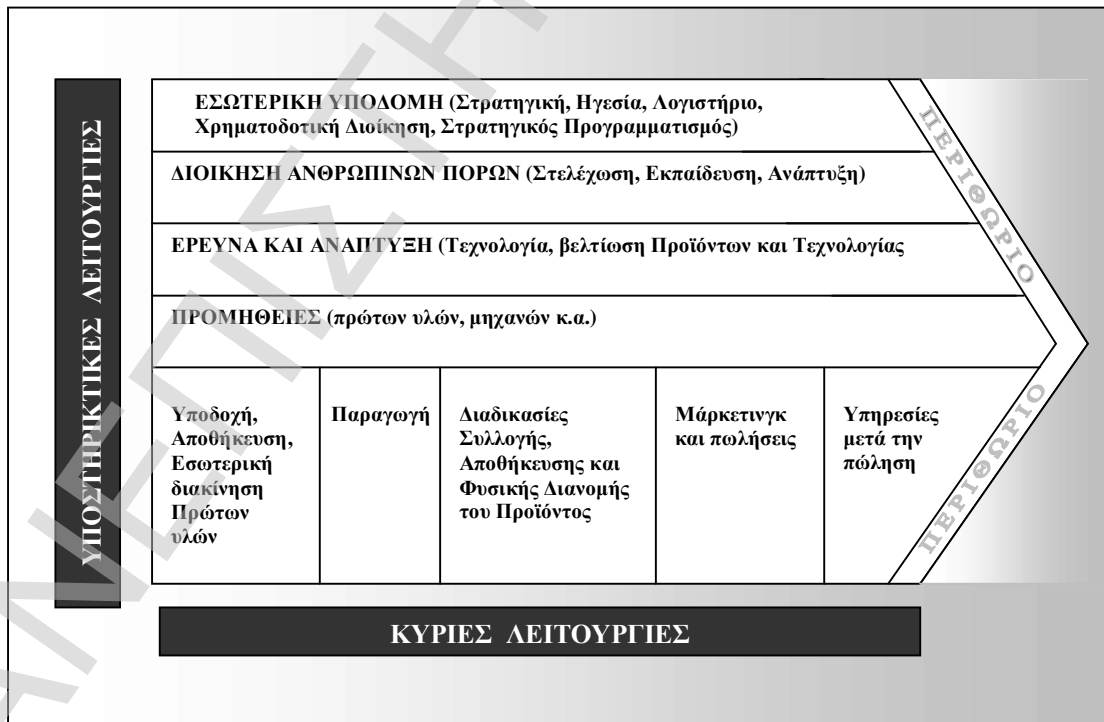 ΕΣΩΤΕΡΙΚΗ ΥΠΟΔΟΜΗ (Στρατηγική, Ηγεσία, Λογιστήριο,
Χρηματοδοτική Διοίκηση, Στρατηγικός Προγραμματισμός)
ΔΙΟΙΚΗΣΗ ΑΝΘΡΩΠΙΝΩΝ ΠΟΡΩΝ (Στελέχωση, Εκπαίδευση, Ανάπτυξη)
ΕΡΕΥΝΑ ΚΑΙ ΑΝΑΠΤΥΞΗ (Τεχνολογία, βελτίωση Προϊόντων και Τεχνολογίας
ΠΡΟΜΗΘΕΙΕΣ (πρώτων υλών, μηχανών κ.α.)
ΥΠΟΣΤΗΡΙΚΤΙΚΕΣ ΛΕΙΤΟΥΡΓΙΕΣ
ΠΕΡΙΘΩΡΙΟ
Υποδοχή,
Αποθήκευση,
Εσωτερική
διακίνηση
Πρώτων
υλών
Παραγωγή
Διαδικασίες
Συλλογής,
Αποθήκευσης και
Φυσικής Διανομής
του Προϊόντος
Μάρκετινγκ
και πωλήσεις
Υπηρεσίες
μετά την
πώληση
ΠΕΡΙΘΩΡΙΟ
ΚΥΡΙΕΣ ΛΕΙΤΟΥΡΓΙΕΣ